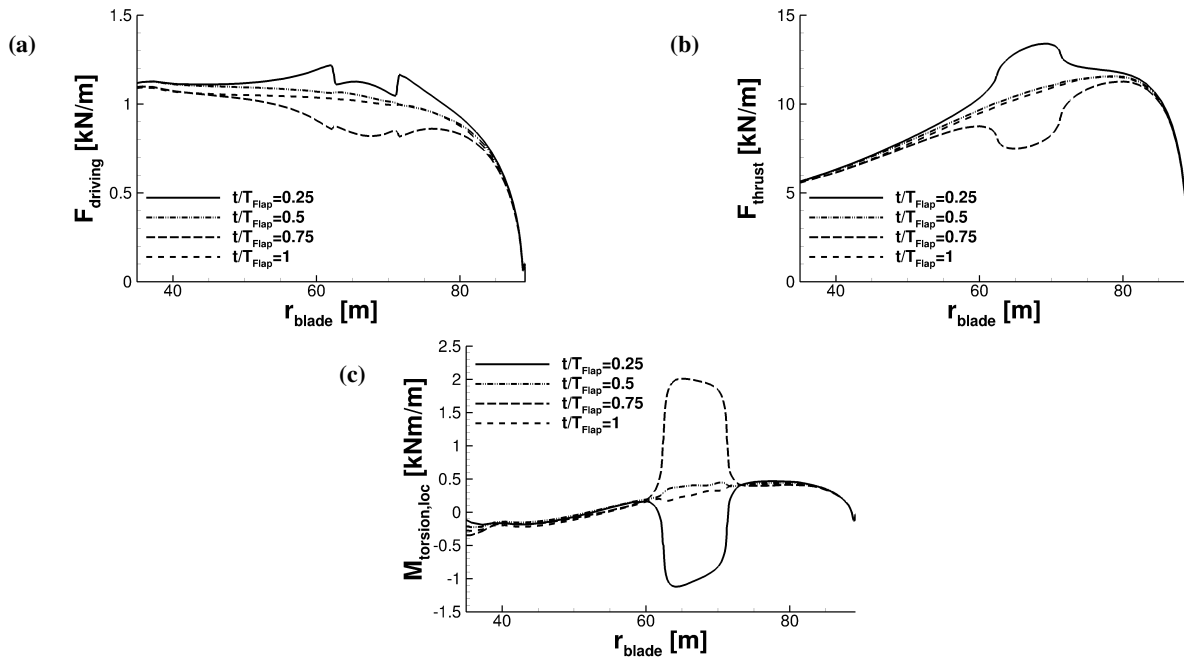 (a)
F_driving [kN/m]
1.5
1
0.5
0
t/T_Flap=0.25
t/T_Flap=0.5
t/T_Flap=0.75
t/T_Flap=1
40 60 80
r_blade [m]
(b)
F_thrust [kN/m]
15
10
5
0
t/T_Flap=0.25
t/T_Flap=0.5
t/T_Flap=0.75
t/T_Flap=1
40 60 80
r_blade [m]
(c)
M_torsion,loc [kNm/m]
2.5
2
1.5
1
0.5
0
-0.5
-1
-1.5
t/T_Flap=0.25
t/T_Flap=0.5
t/T_Flap=0.75
t/T_Flap=1
40 60 80
r_blade [m]